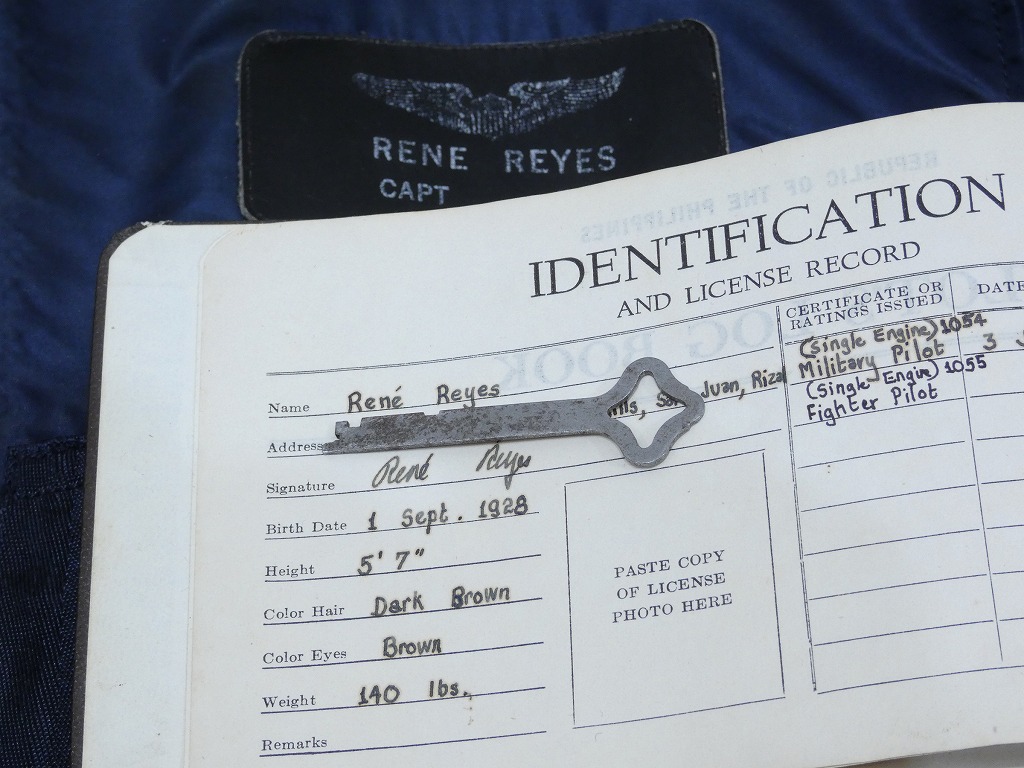 RENE REYES
CAPT
REPUBLIC OF THE PHILIPPINES
IDENTIFICATION
AND LICENSE RECORD
LOG BOOK
CERTIFICATE OR
RATINGS ISSUED
DATE
(Single Engine) 1054
Military Pilot 3
(Single Engine) 1055
Fighter Pilot
Name René Reyes
Address Juan, Rizal
Signature René Reyes
Birth Date 1 Sept. 1928
Height 5' 7"
Color Hair Dark Brown
Color Eyes Brown
Weight 140 lbs.
Remarks
PASTE COPY
OF LICENSE
PHOTO HERE